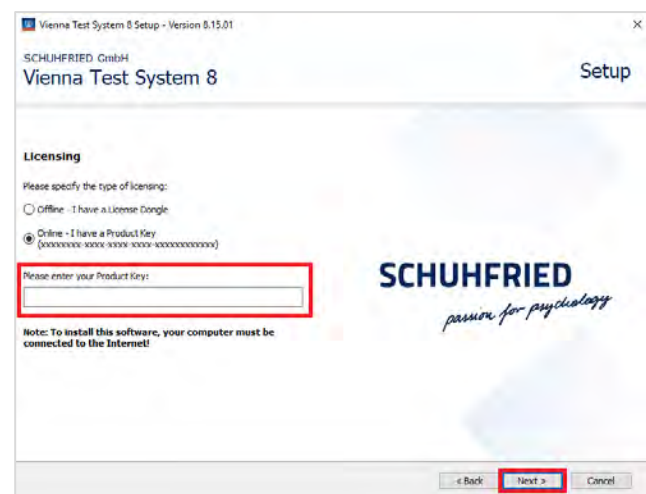 Vienna Test System 8 Setup - Version 8.15.01
SCHUHFRIED GmbH
Vienna Test System 8
Setup
Licensing
Please specify the type of licensing:
Offline - I have a License Dongle
Online - I have a Product Key
(xxxxxxxx-xxxx-xxxx-xxxx-xxxxxxxxxxxx)
Please enter your Product Key:
Note: To install this software, your computer must be
connected to the Internet!
SCHUHFRIED
passion for psychology
< Back
Next >
Cancel